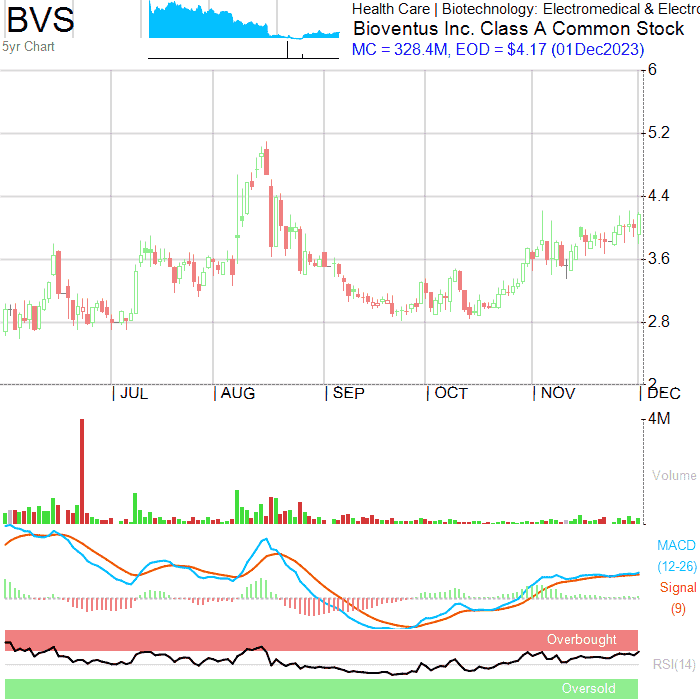 BVS
5yr Chart
Health Care | Biotechnology: Electromedical & Electro
Bioventus Inc. Class A Common Stock
MC = 328.4M, EOD = $4.17 (01Dec2023)
6
5.2
4.4
3.6
2.8
2
| JUL | AUG | SEP | OCT | NOV | DEC
4M
Volume
MACD
(12-26)
Signal
(9)
Overbought
RSI(14)
Oversold